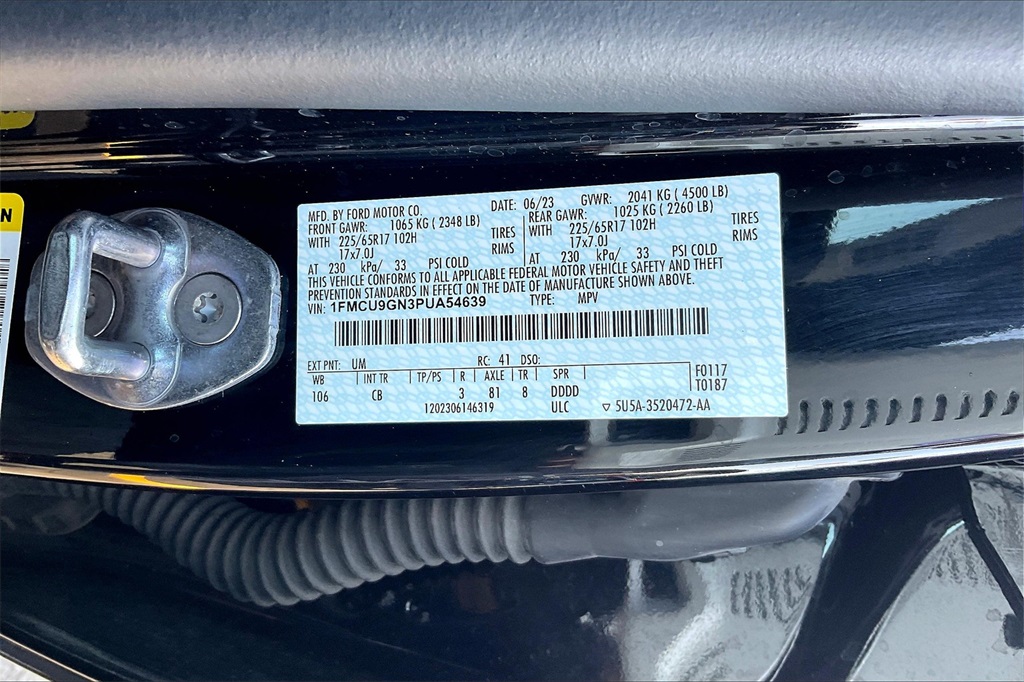 MFD. BY FORD MOTOR CO. DATE: 06/23 GVWR: 2041 KG ( 4500 LB)
FRONT GAWR: 1065 KG ( 2348 LB) REAR GAWR: 1025 KG ( 2260 LB)
WITH 225/65R17 102H TIRES WITH 225/65R17 102H TIRES
17x7.0J RIMS 17x7.0J RIMS
AT 230 kPa/ 33 PSI COLD AT 230 kPa/ 33 PSI COLD
THIS VEHICLE CONFORMS TO ALL APPLICABLE FEDERAL MOTOR VEHICLE SAFETY AND THEFT
PREVENTION STANDARDS IN EFFECT ON THE DATE OF MANUFACTURE SHOWN ABOVE.
VIN: 1FMCU9GN3PUA54639 TYPE: MPV
EXT PNT: UM RC: 41 DSO: F0117
WB INT TR TP/PS R AXLE TR SPR T0187
106 CB 3 81 8 DDDD
1202306146319 ULC ▽ 5U5A-3520472-AA
N